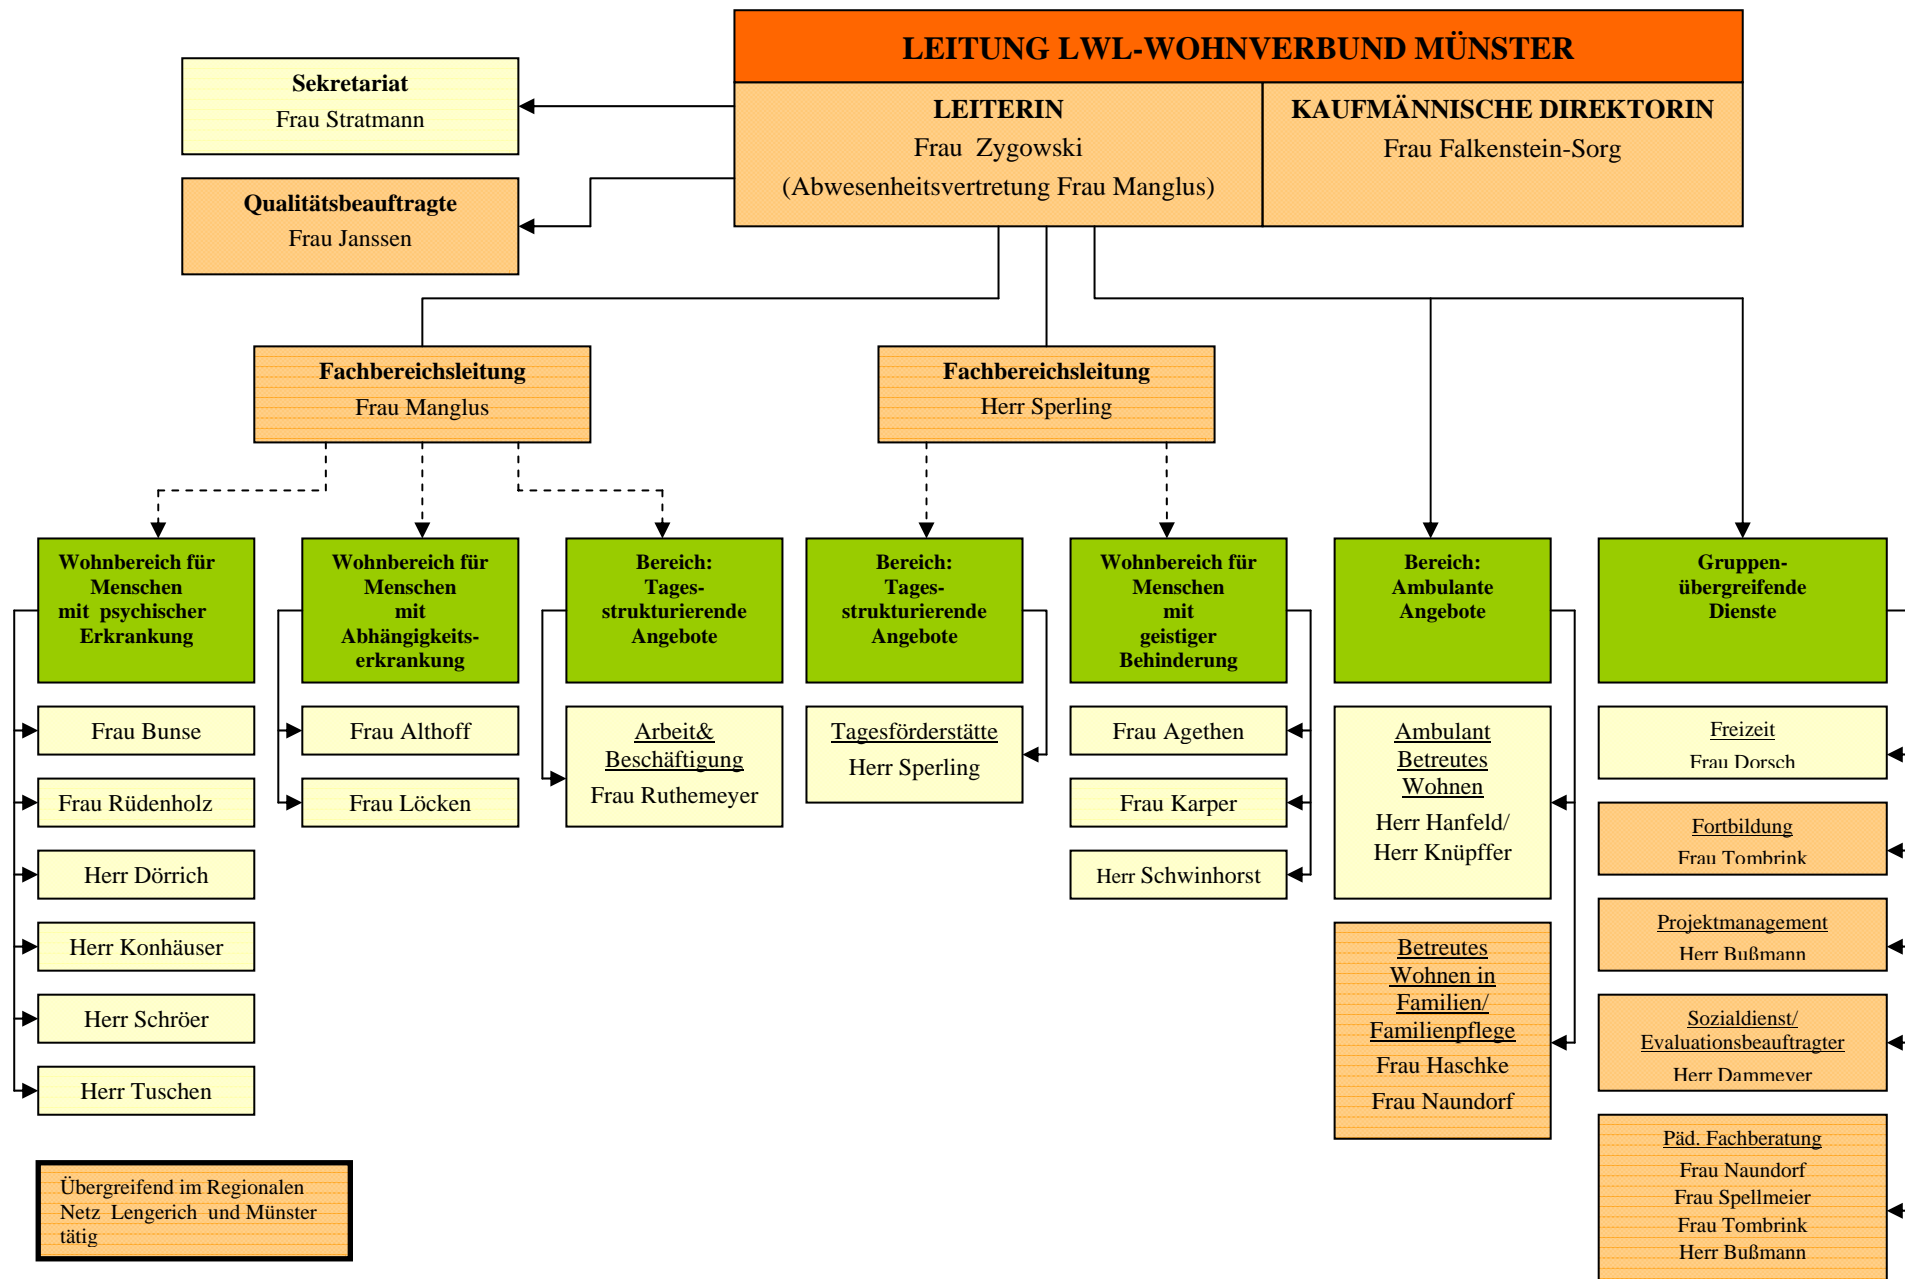 LEITUNG LWL-WOHNVERBUND MÜNSTER
LEITERIN
Frau Zygowski
(Abwesenheitsvertretung Frau Manglus)
KAUFMÄNNISCHE DIREKTORIN
Frau Falkenstein-Sorg
Sekretariat
Frau Stratmann
Qualitätsbeauftragte
Frau Janssen
Fachbereichsleitung
Frau Manglus
Fachbereichsleitung
Herr Sperling
Wohnbereich für
Menschen
mit psychischer
Erkrankung
Frau Bunse
Frau Rüdenholz
Herr Dörrich
Herr Konhäuser
Herr Schröer
Herr Tuschen
Wohnbereich für
Menschen
mit
Abhängigkeits-
erkrankung
Frau Althoff
Frau Löcken
Bereich:
Tages-
strukturierende
Angebote
Arbeit&
Beschäftigung
Frau Ruthemeyer
Bereich:
Tages-
strukturierende
Angebote
Tagesförderstätte
Herr Sperling
Wohnbereich für
Menschen
mit
geistiger
Behinderung
Frau Agethen
Frau Karper
Herr Schwinhorst
Bereich:
Ambulante
Angebote
Ambulant
Betreutes
Wohnen
Herr Hanfeld/
Herr Knüpffer
Betreutes
Wohnen in
Familien/
Familienpflege
Frau Haschke
Frau Naundorf
Gruppen-
übergreifende
Dienste
Freizeit
Frau Dorsch
Fortbildung
Frau Tombrink
Projektmanagement
Herr Bußmann
Sozialdienst/
Evaluationsbeauftragter
Herr Dammeyer
Päd. Fachberatung
Frau Naundorf
Frau Spellmeier
Frau Tombrink
Herr Bußmann
Übergreifend im Regionalen
Netz Lengerich und Münster
tätig